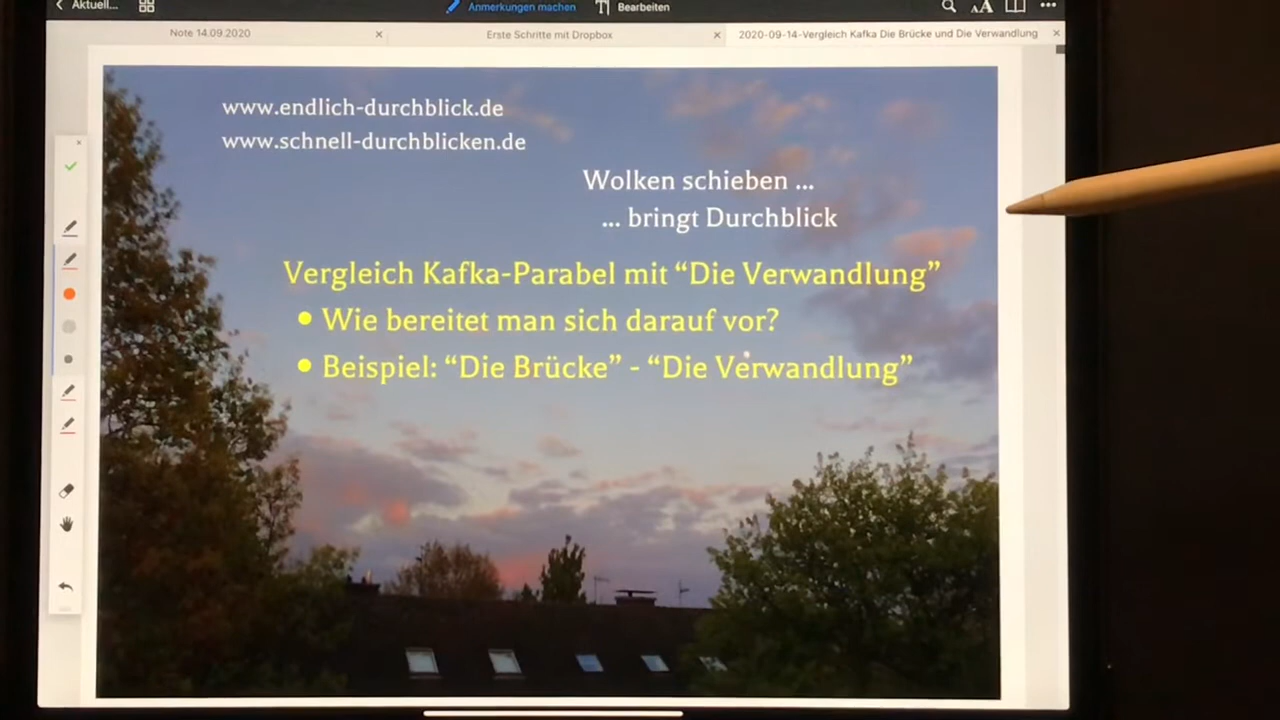 Aktuell...
Anmerkungen machen
Bearbeiten
AA
Note 14.09.2020
Erste Schritte mit Dropbox
2020-09-14-Vergleich Kafka Die Brücke und Die Verwandlung
www.endlich-durchblick.de
www.schnell-durchblicken.de
Wolken schieben ...
... bringt Durchblick
Vergleich Kafka-Parabel mit “Die Verwandlung”
• Wie bereitet man sich darauf vor?
• Beispiel: “Die Brücke” - “Die Verwandlung”